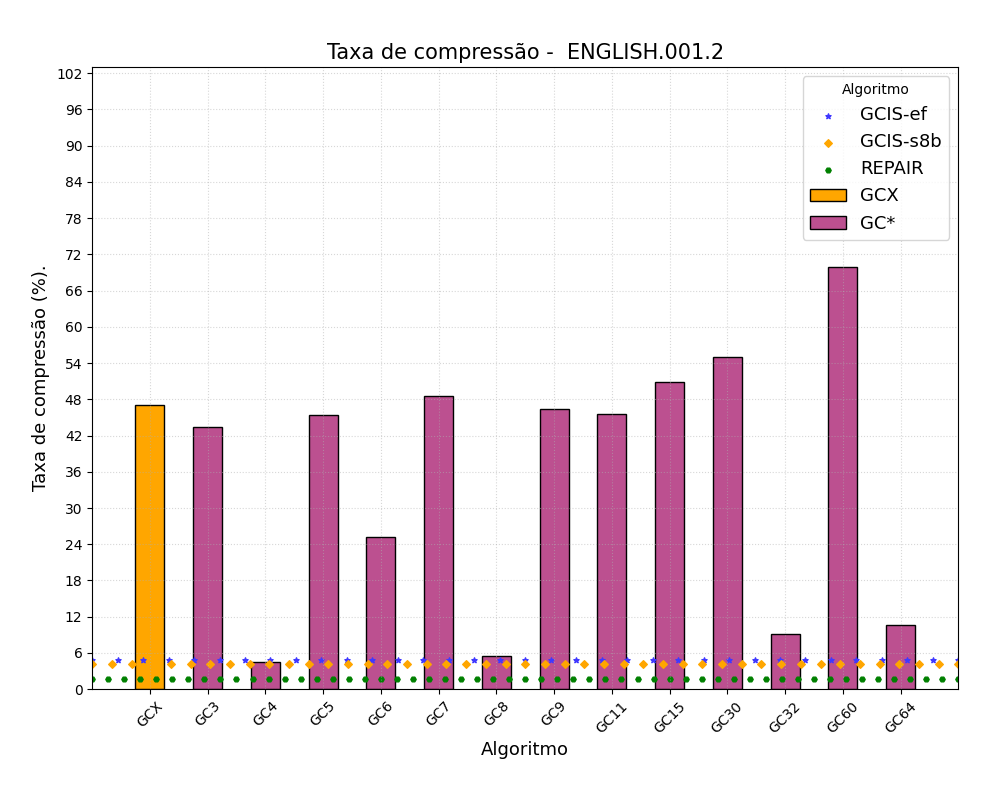 Taxa de compressão -  ENGLISH.001.2
Taxa de compressão (%).
102
96
90
84
78
72
66
60
54
48
42
36
30
24
18
12
6
0
Algoritmo
GCIS-ef
GCIS-s8b
REPAIR
GCX
GC*
GCX
GC3
GC4
GC5
GC6
GC7
GC8
GC9
GC11
GC15
GC30
GC32
GC60
GC64
Algoritmo